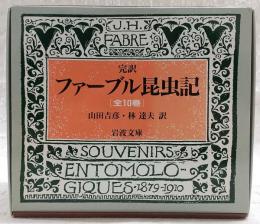 J.H.
FABRE
完訳
ファーブル昆虫記
[全10巻]
山田吉彦・林 達夫 訳
岩波文庫
SOUVENIRS
ENTOMOLO-
GIQUES·1879-1910